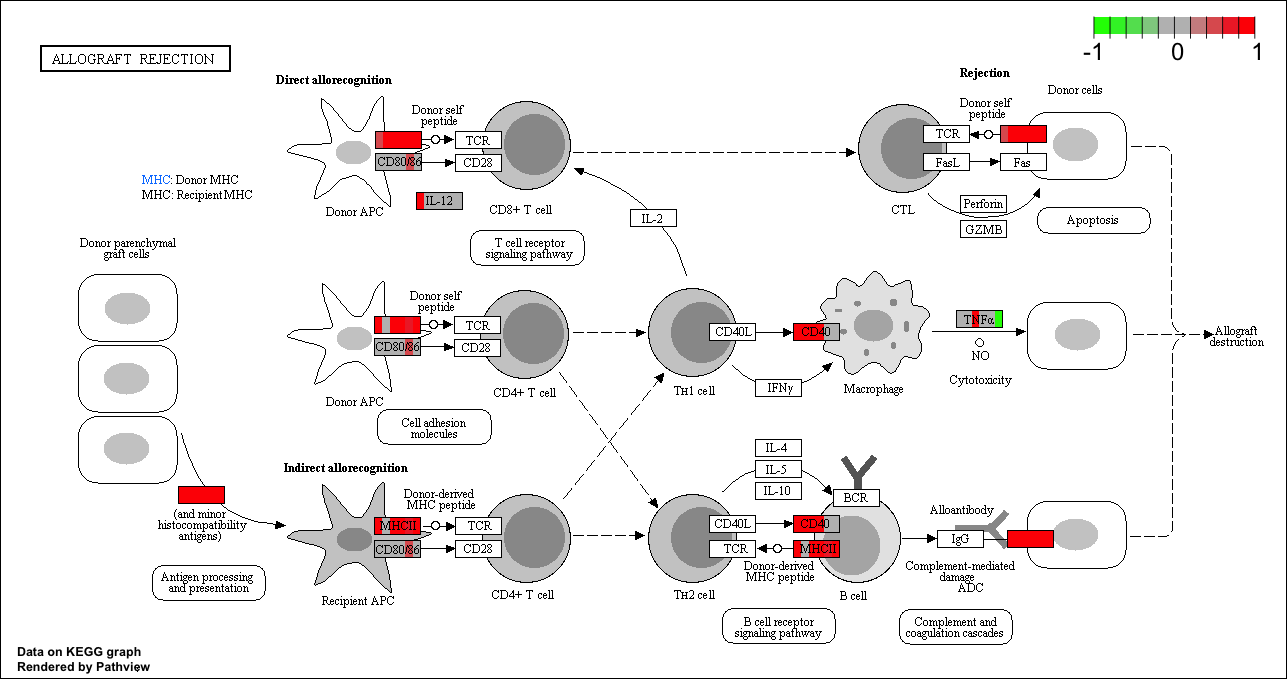 -1 0 1
ALLOGRAFT REJECTION
Direct allorecognition
Rejection
Donor self
peptide
TCR
CD80/86
CD28
IL-12
Donor APC
CD8+ T cell
T cell receptor
signaling pathway
MHC: Donor MHC
MHC: Recipient MHC
IL-2
Donor self
peptide
Donor cells
TCR
FasL
Fas
CTL
Perforin
GZMB
Apoptosis
Donor parenchymal
graft cells
Donor self
peptide
TCR
CD80/86
CD28
Donor APC
CD4+ T cell
Cell adhesion
molecules
CD40L
CD40
IFNγ
TH1 cell
Macrophage
TNFα
NO
Cytotoxicity
Allograft
destruction
Indirect allorecognition
(and minor
histocompatibility
antigens)
Antigen processing
and presentation
Donor-derived
MHC peptide
MHCII
TCR
CD80/86
CD28
Recipient APC
CD4+ T cell
IL-4
IL-5
IL-10
BCR
CD40L
CD40
TCR
MHCII
Donor-derived
MHC peptide
TH2 cell
B cell
B cell receptor
signaling pathway
Alloantibody
IgG
Complement-mediated
damage
ADC
Complement and
coagulation cascades
Data on KEGG graph
Rendered by Pathview